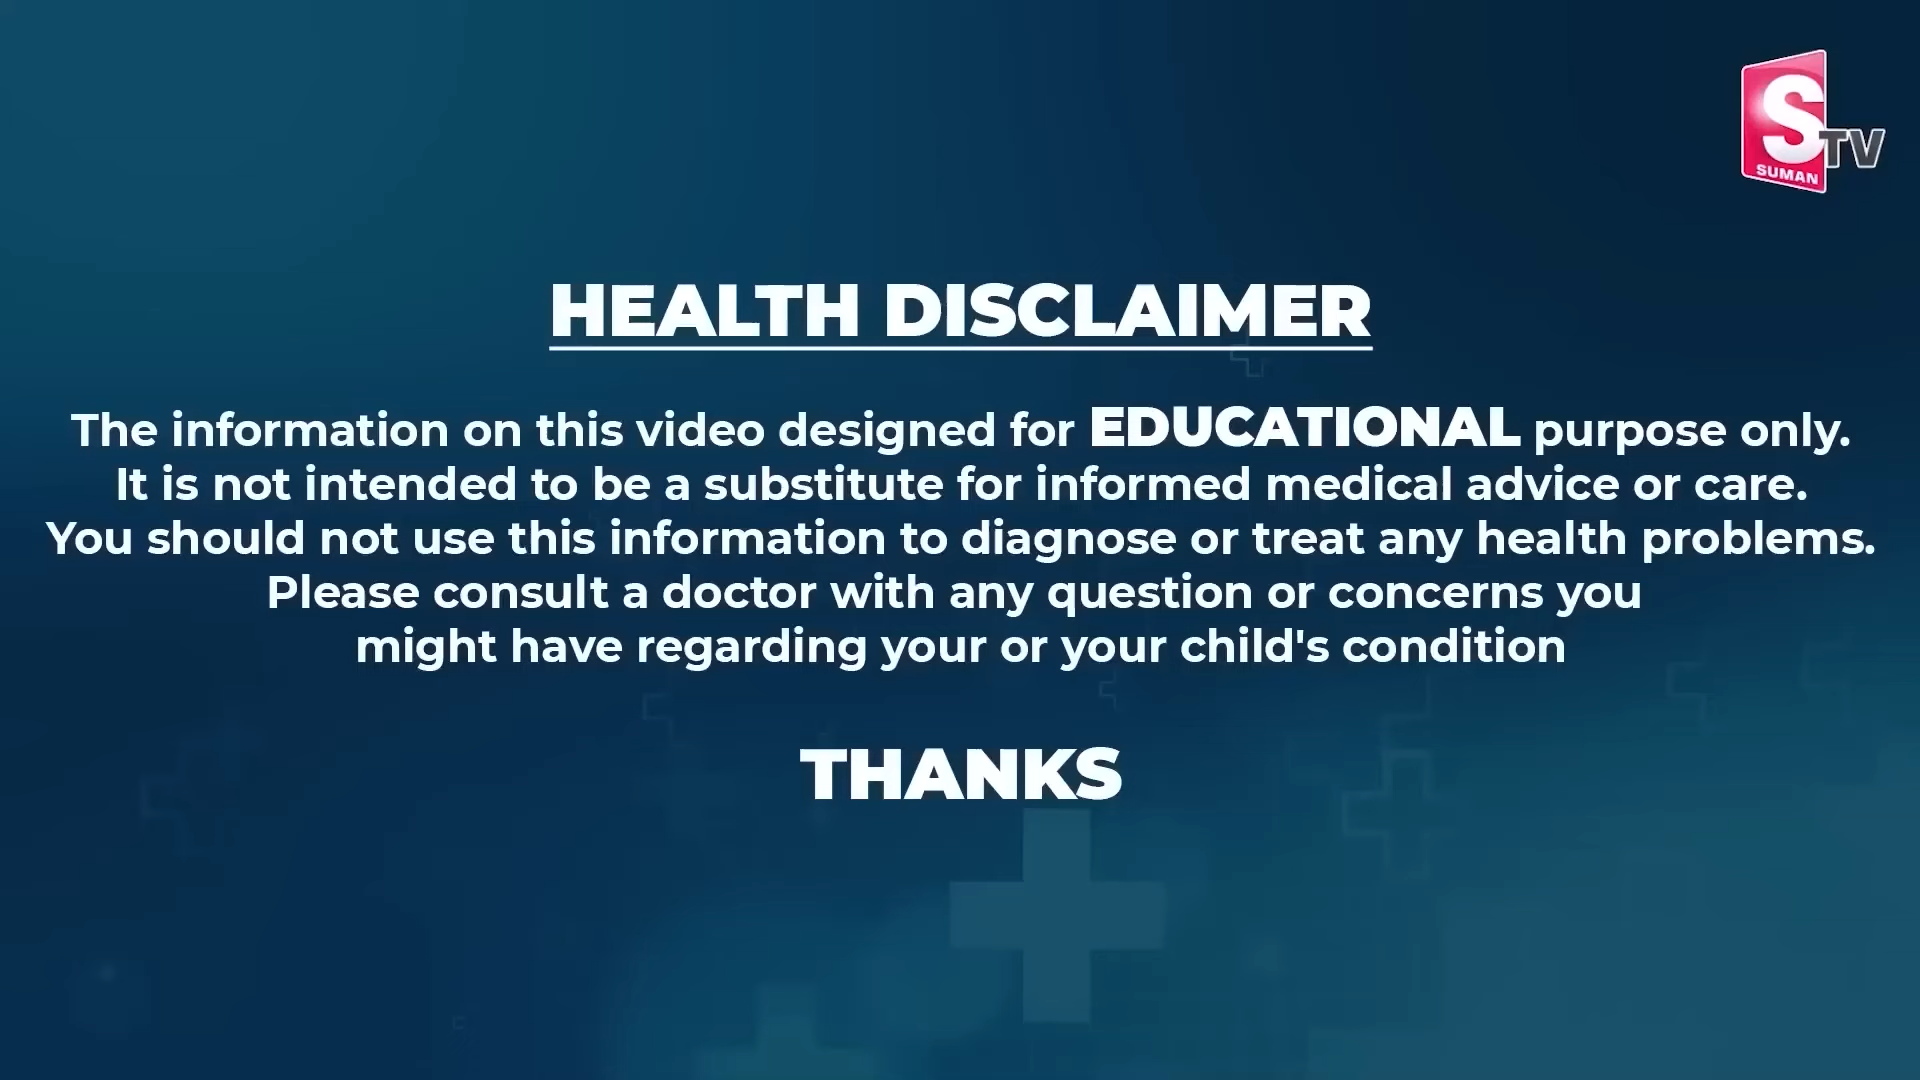 S TV
SUMAN
HEALTH DISCLAIMER
The information on this video designed for EDUCATIONAL purpose only.
It is not intended to be a substitute for informed medical advice or care.
You should not use this information to diagnose or treat any health problems.
Please consult a doctor with any question or concerns you
might have regarding your or your child's condition
THANKS